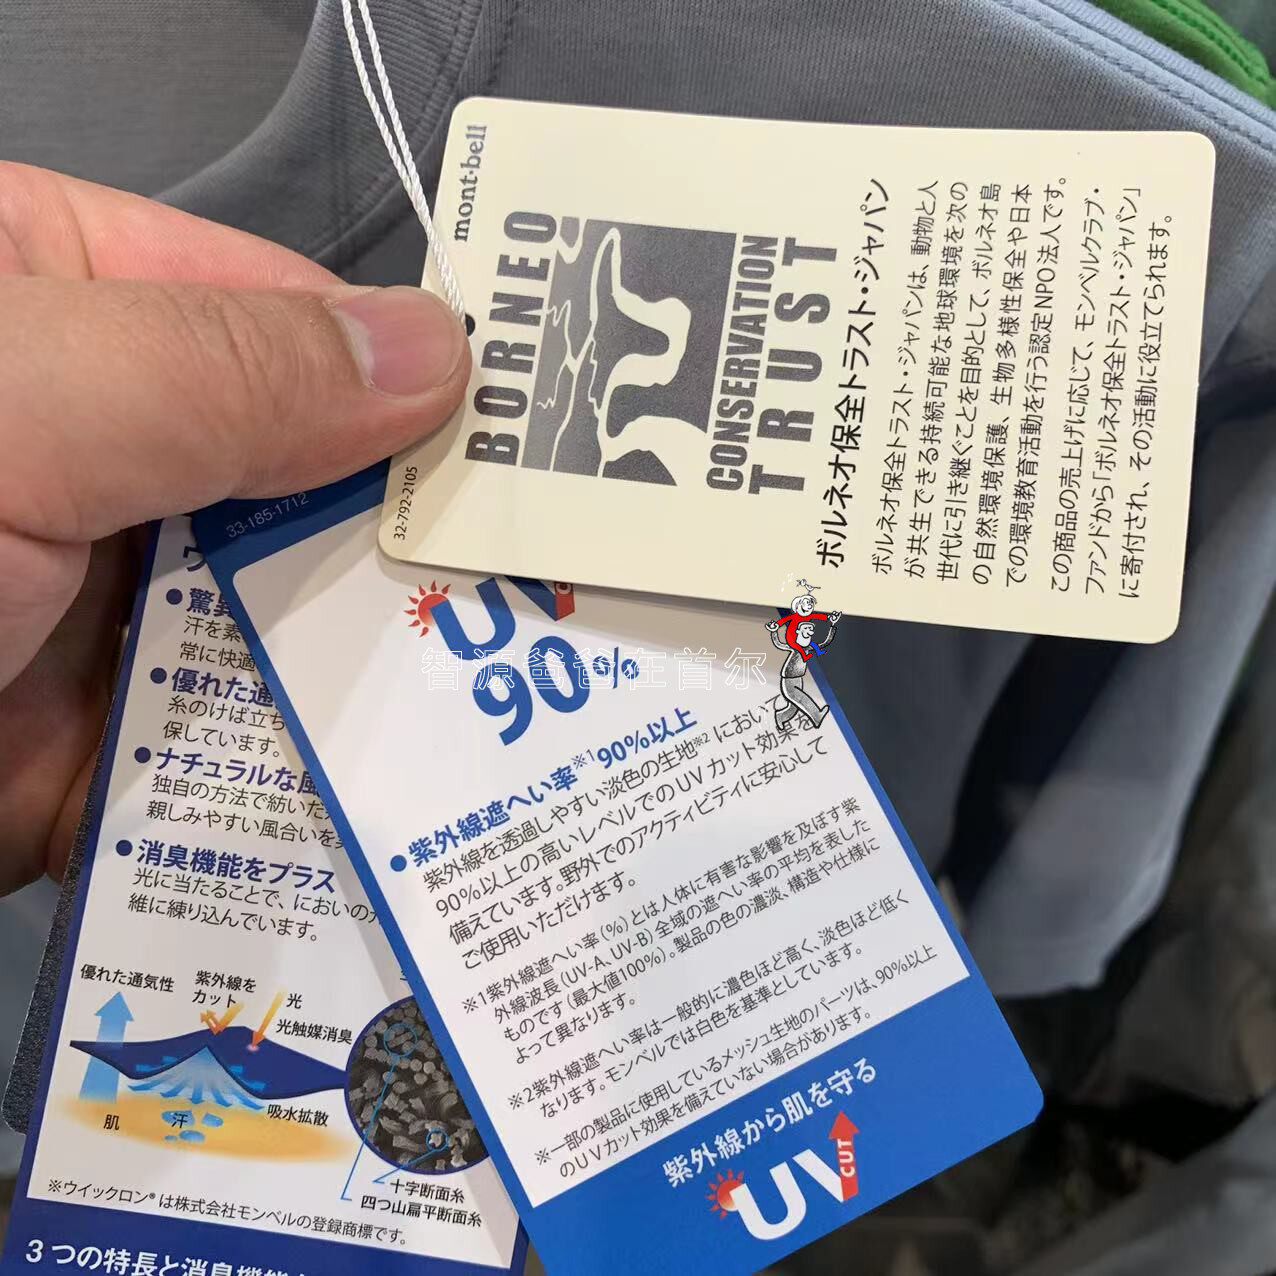 mont-bell
BORNEO
CONSERVATION
TRUST
ボルネオ保全トラスト・ジャパン
ボルネオ保全トラスト・ジャパンは、動物と人
が共生できる持続可能な地球環境を次の
世代に引き継ぐことを目的として、ボルネオ島
の自然環境保護、生物多様性保全や日本
での環境教育活動を行う認定NPO法人です。
この商品の売上げに応じて、モンベルクラブ・
ファンドから「ボルネオ保全トラスト・ジャパン」
に寄付され、その活動に役立てられます。
32-792-2105
33-185-1712
UV
90%
智源爸爸在首尔
●紫外線遮へい率※1 90%以上
紫外線を透過しやすい淡色の生地※2 におい
90%以上の高いレベルでのUVカット効果を
備えています。野外でのアクティビティに安心して
ご使用いただけます。
※1紫外線遮へい率(%)とは人体に有害な影響を及ぼす紫
外線波長(UV-A、UV-B)全域の遮へい率の平均を表した
ものです(最大値100%)。製品の色の濃淡、構造や仕様に
よって異なります。
※2紫外線遮へい率は一般的に濃色ほど高く、淡色ほど低く
なります。モンベルでは白色を基準としています。
※一部の製品に使用しているメッシュ生地のパーツは、90%以上
のUVカット効果を備えていない場合があります。
紫外線から肌を守る
UV CUT
●驚異
汗を素
常に快適
●優れた通
糸のけば立ち
保しています。
●ナチュラルな風
独自の方法で紡いだ
親しみやすい風合いを
●消臭機能をプラス
光に当たることで、においの
維に練り込んでいます。
優れた通気性
紫外線を
カット
光
光触媒消臭
肌
汗
吸水拡散
十字断面糸
四つ山扁平断面糸
※ウイックロン®は株式会社モンベルの登録商標です。
3つの特長と消臭機能